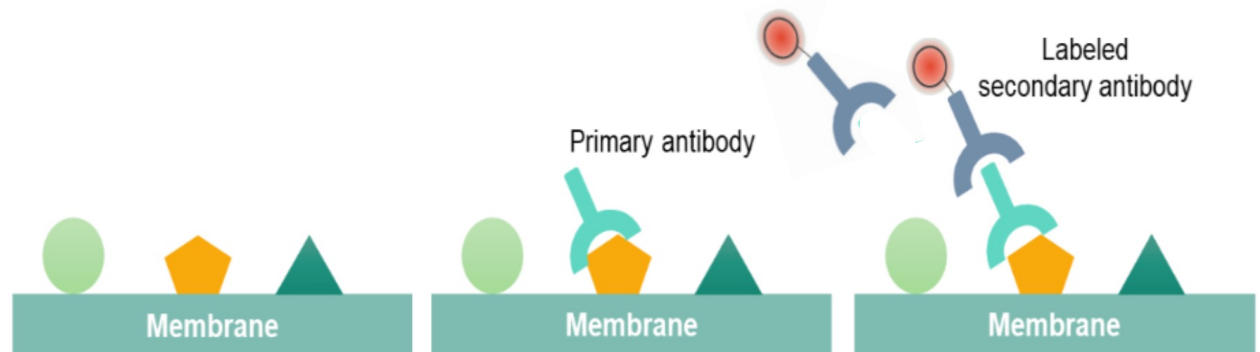 Labeled
secondary antibody
Primary antibody
Membrane
Membrane
Membrane